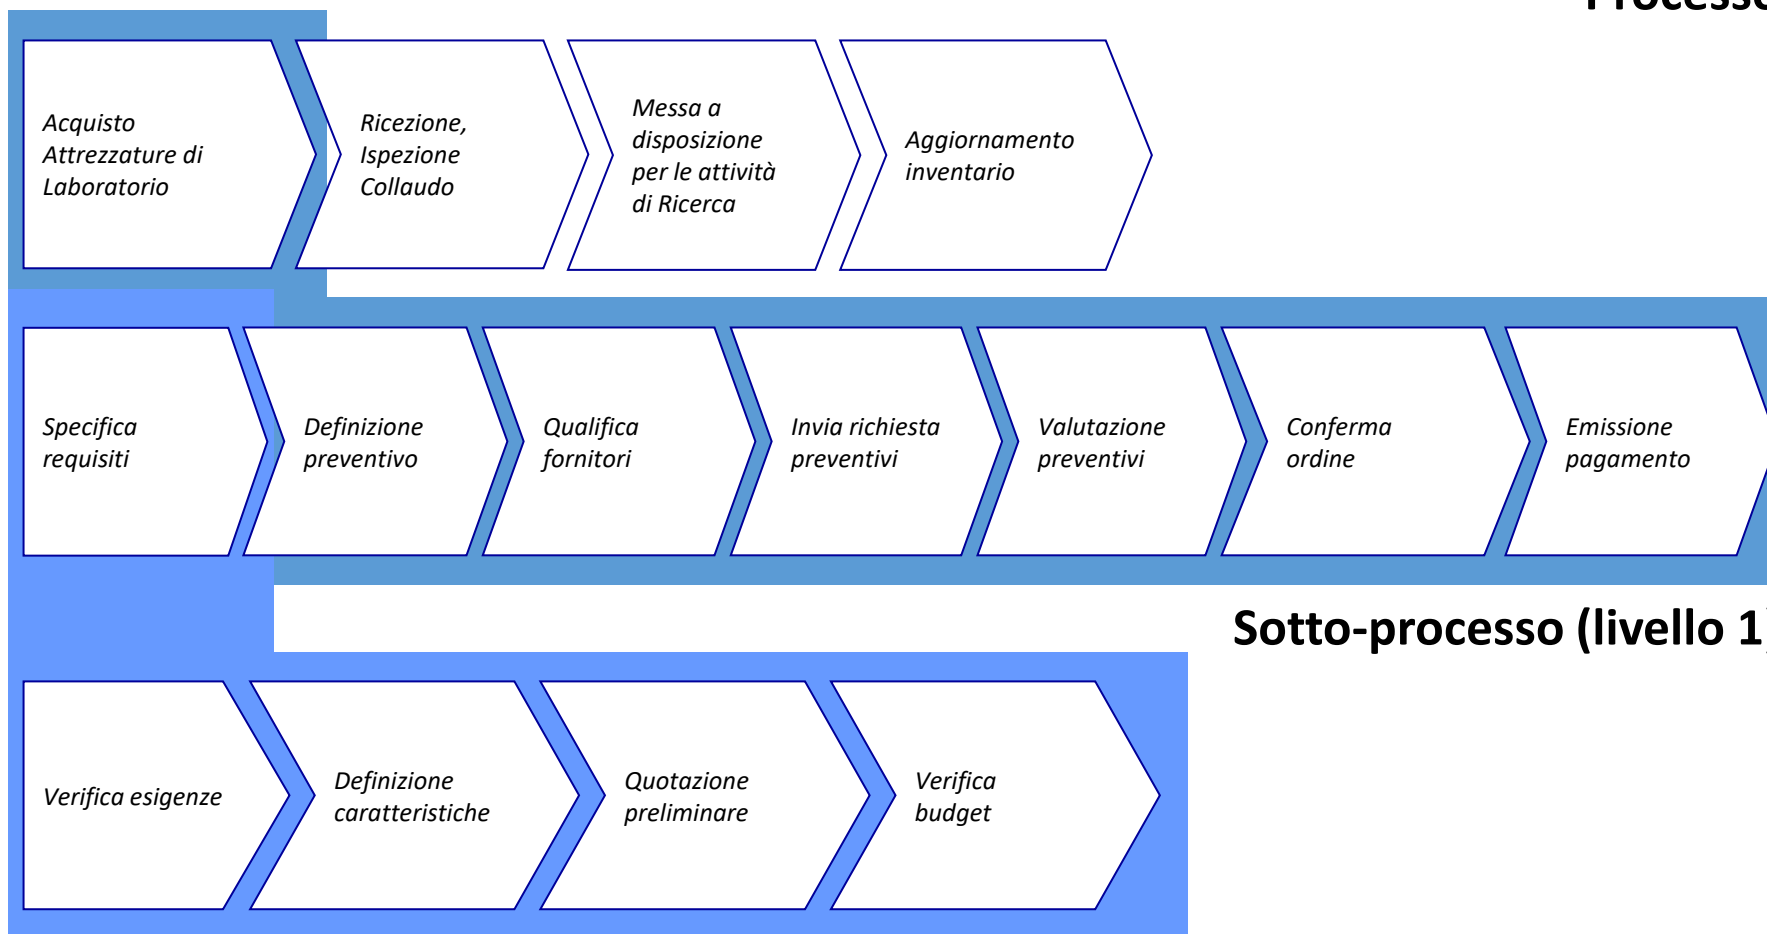 Processo
Acquisto
Attrezzature di
Laboratorio
Ricezione,
Ispezione
Collaudo
Messa a
disposizione
per le attività
di Ricerca
Aggiornamento
inventario
Specifica
requisiti
Definizione
preventivo
Qualifica
fornitori
Invia richiesta
preventivi
Valutazione
preventivi
Conferma
ordine
Emissione
pagamento
Sotto-processo (livello 1)
Verifica esigenze
Definizione
caratteristiche
Quotazione
preliminare
Verifica
budget